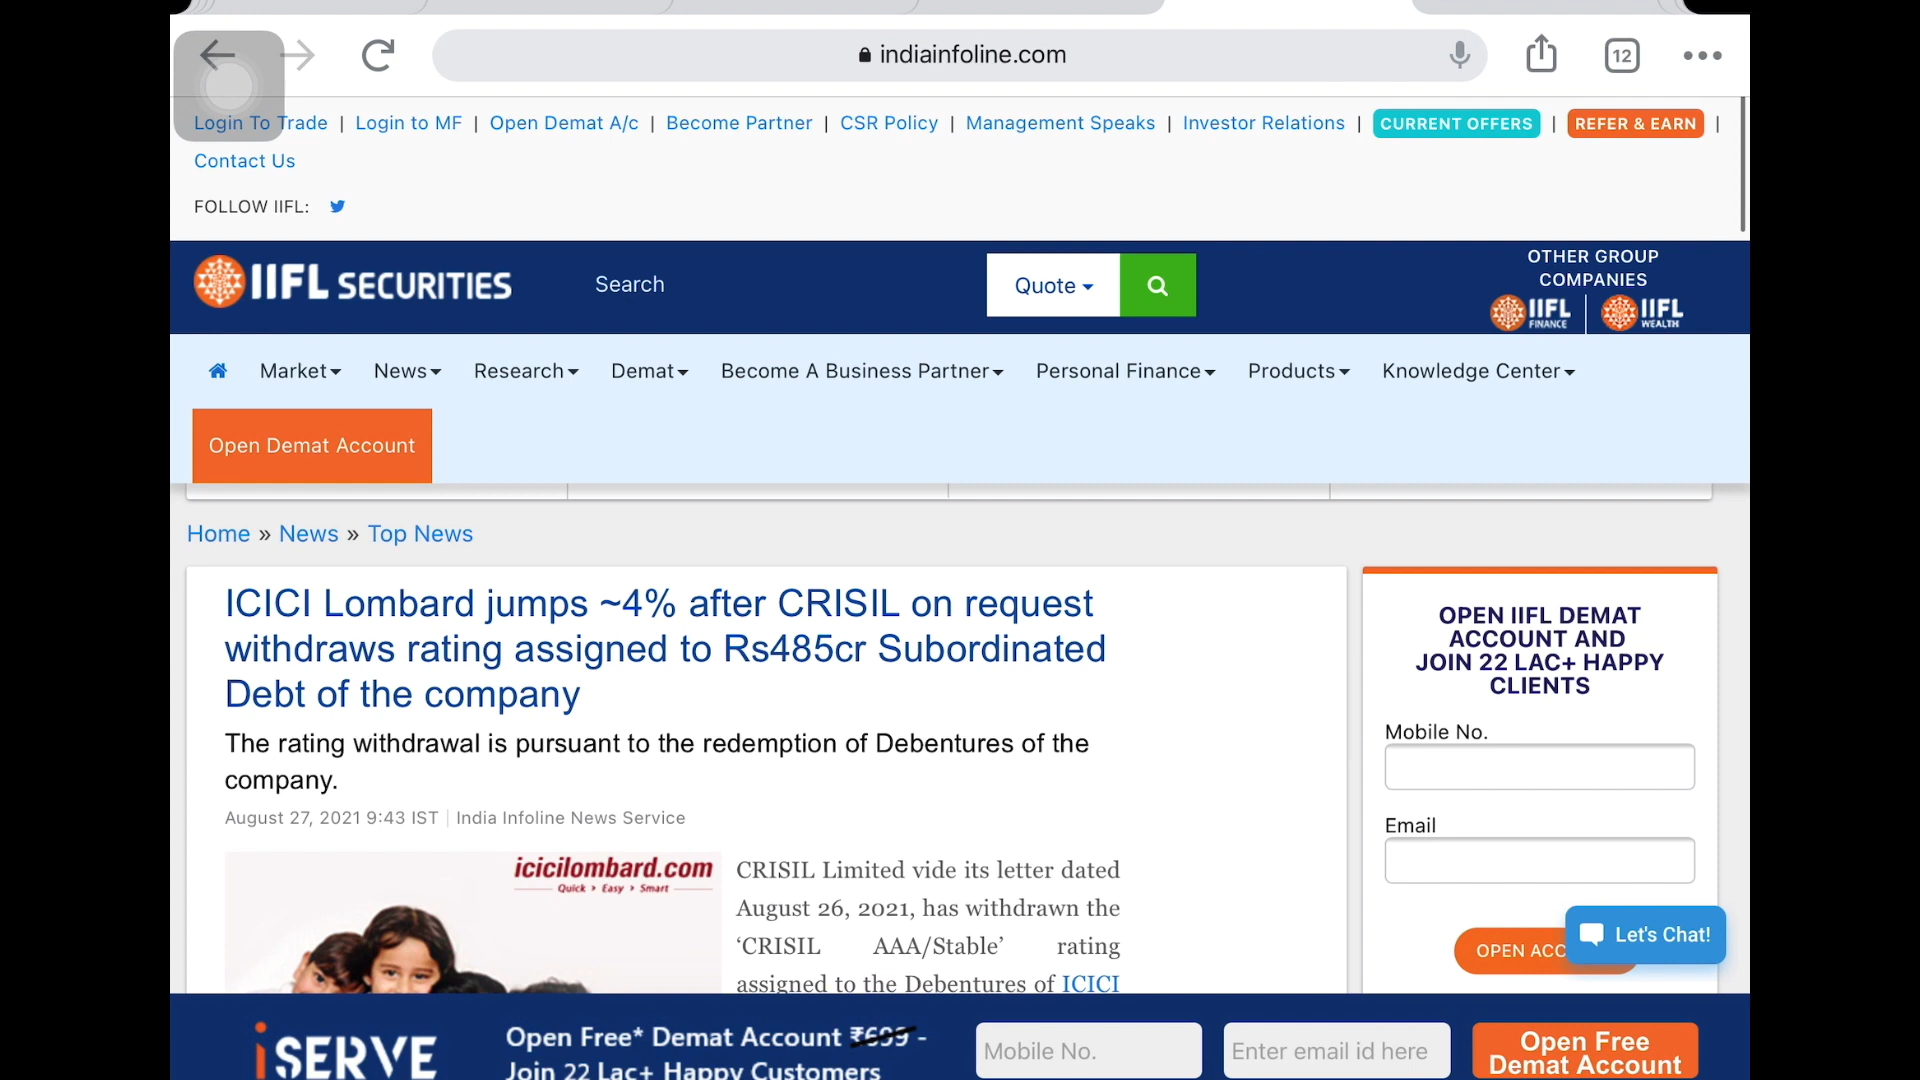 indiainfoline.com
12
Login To Trade | Login to MF | Open Demat A/c | Become Partner | CSR Policy | Management Speaks | Investor Relations | CURRENT OFFERS | REFER & EARN |
Contact Us
FOLLOW IIFL:
IIFL SECURITIES
Search
Quote
OTHER GROUP
COMPANIES
IIFL FINANCE
IIFL WEALTH
Market
News
Research
Demat
Become A Business Partner
Personal Finance
Products
Knowledge Center
Open Demat Account
Home » News » Top News
ICICI Lombard jumps ~4% after CRISIL on request
withdraws rating assigned to Rs485cr Subordinated
Debt of the company
The rating withdrawal is pursuant to the redemption of Debentures of the
company.
August 27, 2021 9:43 IST | India Infoline News Service
icicilombard.com
Quick > Easy > Smart
CRISIL Limited vide its letter dated
August 26, 2021, has withdrawn the
‘CRISIL AAA/Stable’ rating
assigned to the Debentures of ICICI
OPEN IIFL DEMAT
ACCOUNT AND
JOIN 22 LAC+ HAPPY
CLIENTS
Mobile No.
Email
OPEN ACC
Let's Chat!
iSERVE
Open Free* Demat Account ₹699 -
Join 22 Lac+ Happy Customers
Mobile No.
Enter email id here
Open Free
Demat Account